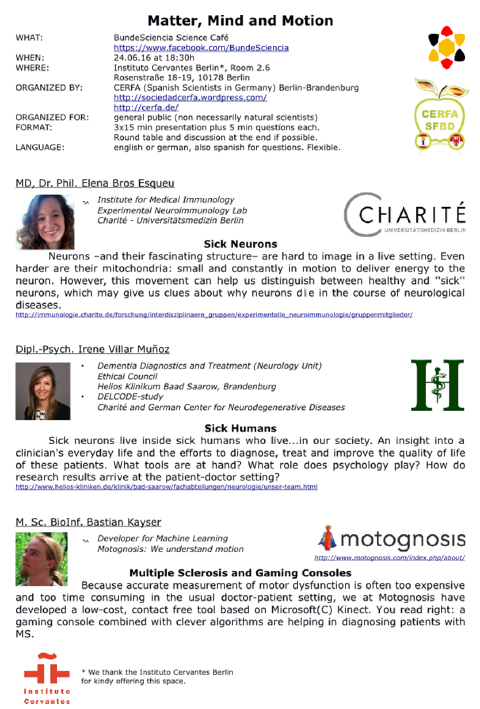 Matter, Mind and Motion
WHAT: BundeSciencia Science Café
https://www.facebook.com/BundeSciencia
WHEN: 24.06.16 at 18:30h
WHERE: Instituto Cervantes Berlin*, Room 2.6
Rosenstraße 18-19, 10178 Berlin
ORGANIZED BY: CERFA (Spanish Scientists in Germany) Berlin-Brandenburg
http://sociedadcerfa.wordpress.com/
http://cerfa.de/
ORGANIZED FOR: general public (non necessarily natural scientists)
FORMAT: 3x15 min presentation plus 5 min questions each.
Round table and discussion at the end if possible.
LANGUAGE: english or german, also spanish for questions. Flexible.
CERFA
SFBD
MD, Dr. Phil. Elena Bros Esqueu
Institute for Medical Immunology
Experimental Neuroimmunology Lab
Charité - Universitätsmedizin Berlin
CHARITÉ
UNIVERSITÄTSMEDIZIN BERLIN
Sick Neurons
Neurons –and their fascinating structure– are hard to image in a live setting. Even
harder are their mitochondria: small and constantly in motion to deliver energy to the
neuron. However, this movement can help us distinguish between healthy and "sick"
neurons, which may give us clues about why neurons die in the course of neurological
diseases.
http://immunologie.charite.de/forschung/interdisziplinaere_gruppen/experimentelle_neuroimmunologie/gruppenmitglieder/
Dipl.-Psych. Irene Villar Muñoz
• Dementia Diagnostics and Treatment (Neurology Unit)
Ethical Council
Helios Klinikum Baad Saarow, Brandenburg
• DELCODE-study
Charité and German Center for Neurodegenerative Diseases
H
Sick Humans
Sick neurons live inside sick humans who live...in our society. An insight into a
clinician's everyday life and the efforts to diagnose, treat and improve the quality of life
of these patients. What tools are at hand? What role does psychology play? How do
research results arrive at the patient-doctor setting?
http://www.helios-kliniken.de/klinik/bad-saarow/fachabteilungen/neurologie/unser-team.html
M. Sc. BioInf. Bastian Kayser
Developer for Machine Learning
Motognosis: We understand motion
motognosis
http://www.motognosis.com/index.php/about/
Multiple Sclerosis and Gaming Consoles
Because accurate measurement of motor dysfunction is often too expensive
and too time consuming in the usual doctor-patient setting, we at Motognosis have
developed a low-cost, contact free tool based on Microsoft(C) Kinect. You read right: a
gaming console combined with clever algorithms are helping in diagnosing patients with
MS.
Instituto
Cervantes
* We thank the Instituto Cervantes Berlin
for kindy offering this space.